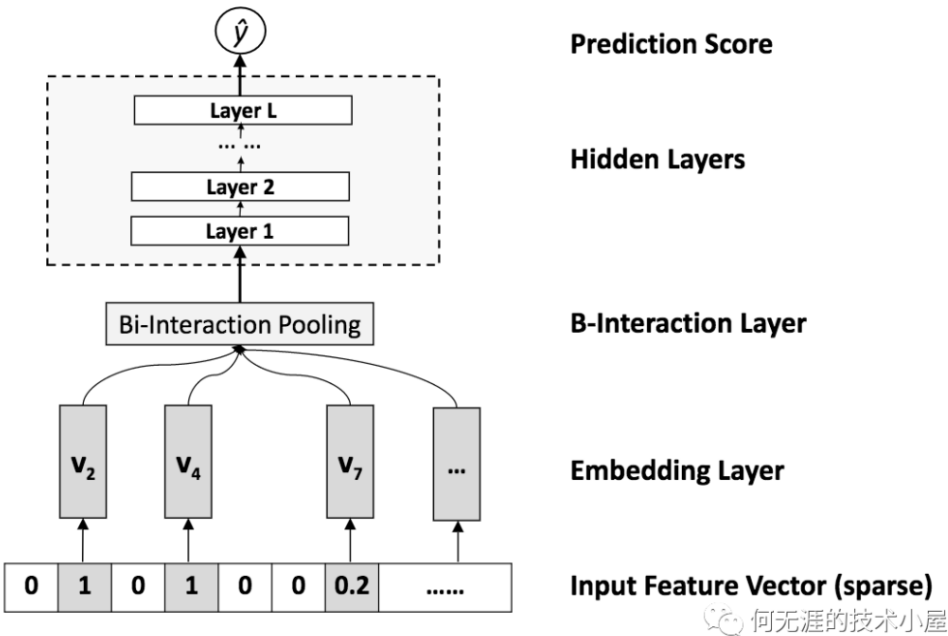 ŷ
Prediction Score
Layer L
... ...
Hidden Layers
Layer 2
Layer 1
Bi-Interaction Pooling
B-Interaction Layer
v2 v4 v7 ...
Embedding Layer
0 1 0 1 0 0 0.2 ......
Input Feature Vector (sparse)
何无涯的技术小屋